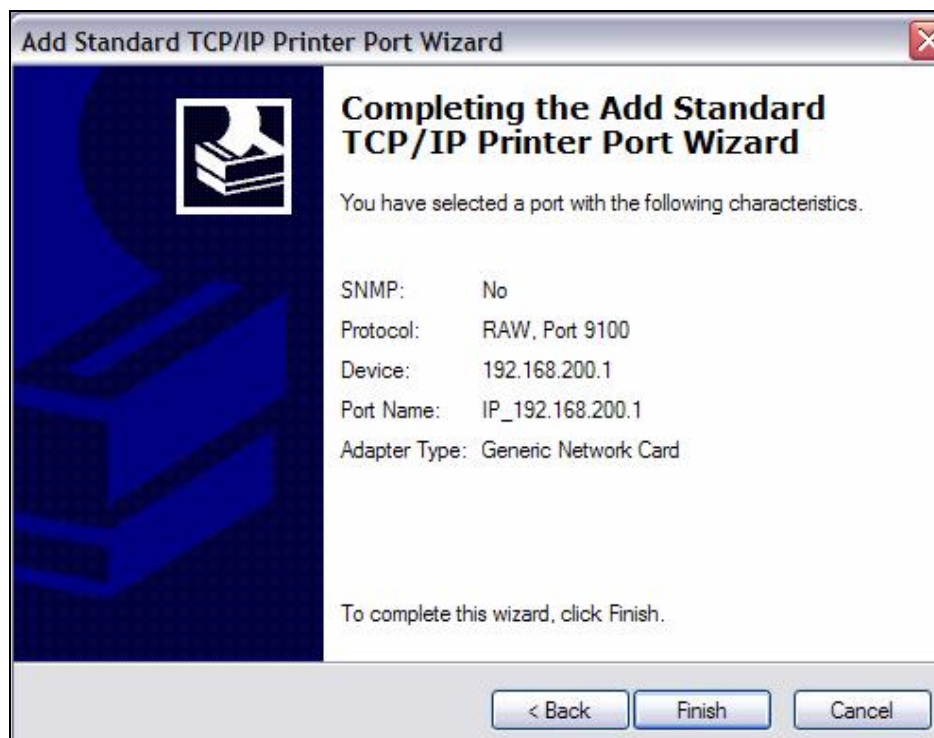 Add Standard TCP/IP Printer Port Wizard
Completing the Add Standard
TCP/IP Printer Port Wizard
You have selected a port with the following characteristics.
SNMP: No
Protocol: RAW, Port 9100
Device: 192.168.200.1
Port Name: IP_192.168.200.1
Adapter Type: Generic Network Card
To complete this wizard, click Finish.
< Back Finish Cancel